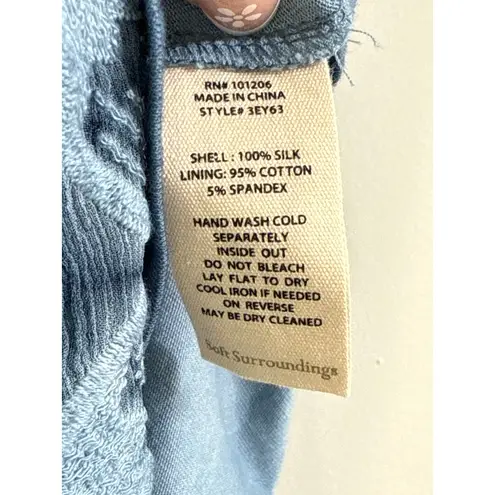 RN# 101206
MADE IN CHINA
STYLE# 3EY63
SHELL : 100% SILK
LINING: 95% COTTON
5% SPANDEX
HAND WASH COLD
SEPARATELY
INSIDE OUT
DO NOT BLEACH
LAY FLAT TO DRY
COOL IRON IF NEEDED
ON REVERSE
MAY BE DRY CLEANED
Soft Surroundings